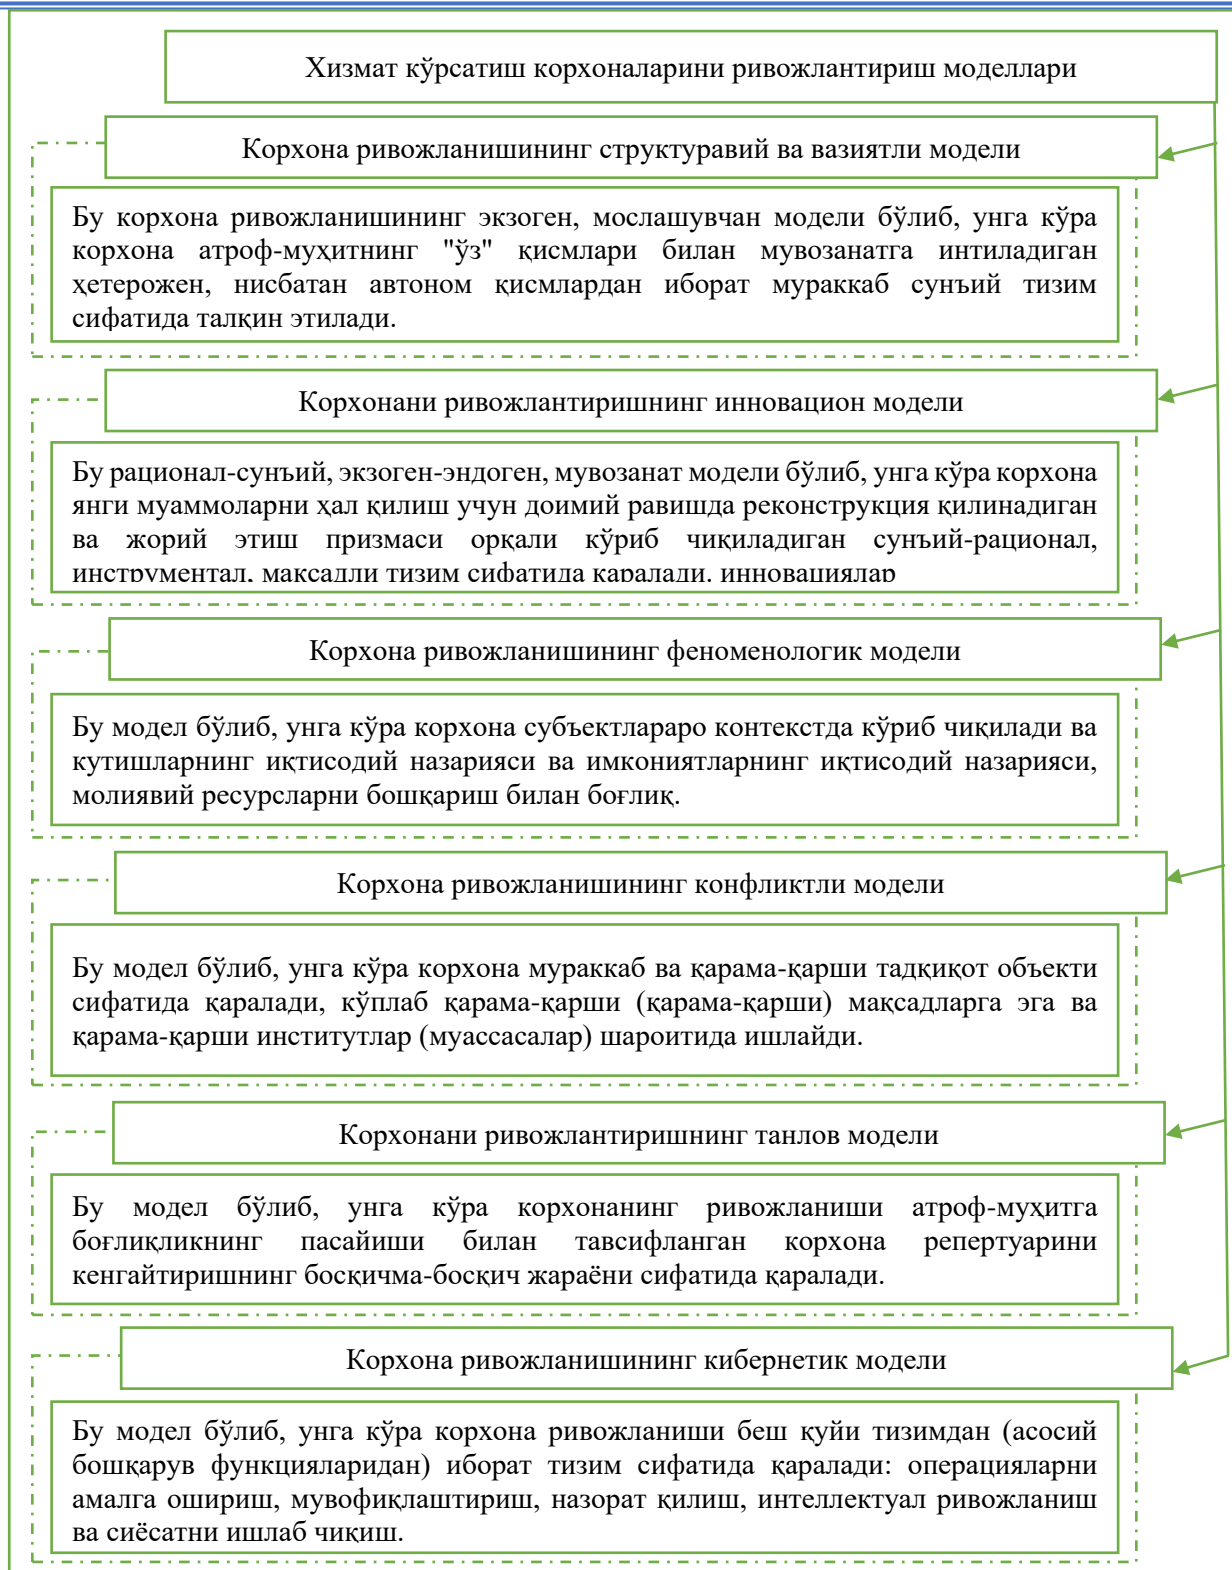 Хизмат кўрсатиш корхоналарини ривожлантириш моделлари
Корхона ривожланишининг структуравий ва вазиятли модели
Бу корхона ривожланишининг экзоген, мослашувчан модели бўлиб, унга кўра
корхона атроф-муҳитнинг "ўз" қисмлари билан мувозанатга интиладиган
ҳетерожен, нисбатан автоном қисмлардан иборат мураккаб сунъий тизим
сифатида талқин этилади.
Корхонани ривожлантиришнинг инновацион модели
Бу рационал-сунъий, экзоген-эндоген, мувозанат модели бўлиб, унга кўра корхона
янги муаммоларни ҳал қилиш учун доимий равишда реконструкция қилинадиган
ва жорий этиш призмаси орқали кўриб чиқиладиган сунъий-рационал,
инструментал, мақсадли тизим сифатида қаралади. инновациялар
Корхона ривожланишининг феноменологик модели
Бу модел бўлиб, унга кўра корхона субъектлараро контекстда кўриб чиқилади ва
кутишларнинг иқтисодий назарияси ва имкониятларнинг иқтисодий назарияси,
молиявий ресурсларни бошқариш билан боғлиқ.
Корхона ривожланишининг конфликтли модели
Бу модел бўлиб, унга кўра корхона мураккаб ва қарама-қарши тадқиқот объекти
сифатида қаралади, кўплаб қарама-қарши (қарама-қарши) мақсадларга эга ва
қарама-қарши институтлар (муассасалар) шароитида ишлайди.
Корхонани ривожлантиришнинг танлов модели
Бу модел бўлиб, унга кўра корхонанинг ривожланиши атроф-муҳитга
боғлиқликнинг пасайиши билан тавсифланган корхона репертуарини
кенгайтиришнинг босқичма-босқич жараёни сифатида қаралади.
Корхона ривожланишининг кибернетик модели
Бу модел бўлиб, унга кўра корхона ривожланиши беш қуйи тизимдан (асосий
бошқарув функцияларидан) иборат тизим сифатида қаралади: операцияларни
амалга ошириш, мувофиқлаштириш, назорат қилиш, интеллектуал ривожланиш
ва сиёсатни ишлаб чиқиш.